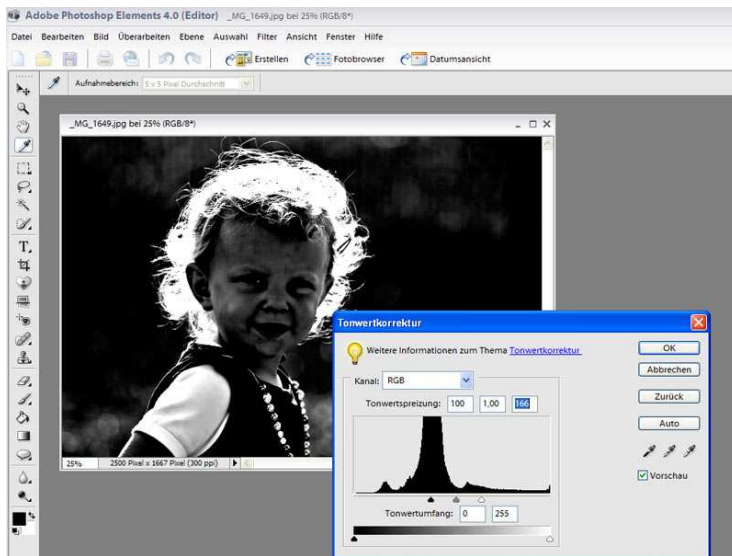 Adobe Photoshop Elements 4.0 (Editor) _MG_1649.jpg bei 25% (RGB/8*)
Datei Bearbeiten Bild Überarbeiten Ebene Auswahl Filter Ansicht Fenster Hilfe
Erstellen Fotobrowser Datumsansicht
Aufnahmebereich: 5 x 5 Pixel Durchschnitt
_MG_1649.jpg bei 25% (RGB/8*)
25% 2500 Pixel x 1667 Pixel (300 ppi)
Tonwertkorrektur
Weitere Informationen zum Thema Tonwertkorrektur
Kanal: RGB
Tonwertspreizung: 100 1,00 166
Tonwertumfang: 0 255
OK
Abbrechen
Zurück
Auto
Vorschau